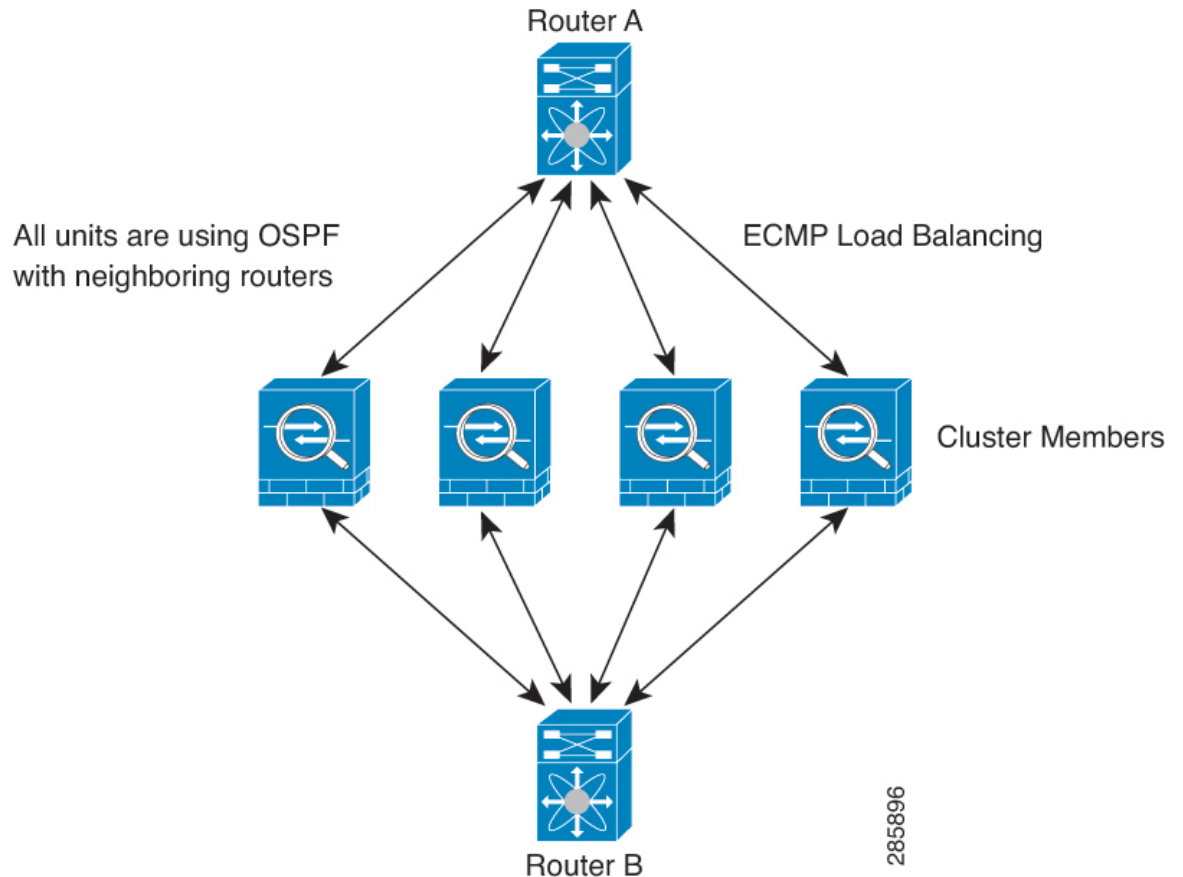 Router A
All units are using OSPF
with neighboring routers
ECMP Load Balancing
Cluster Members
Router B
285896